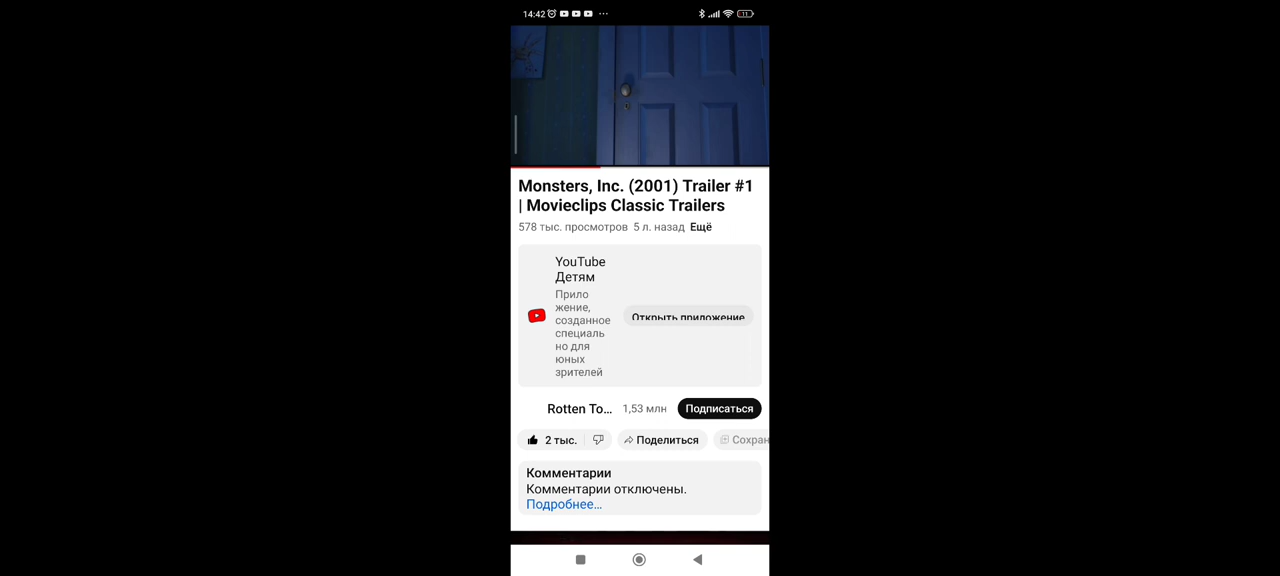 14:42
11
Monsters, Inc. (2001) Trailer #1
| Movieclips Classic Trailers
578 тыс. просмотров 5 л. назад Ещё
YouTube
Детям
Прило
жение,
созданное
специаль
но для
юных
зрителей
Открыть приложение
Rotten To... 1,53 млн Подписаться
2 тыс. Поделиться Сохран
Комментарии
Комментарии отключены.
Подробнее...